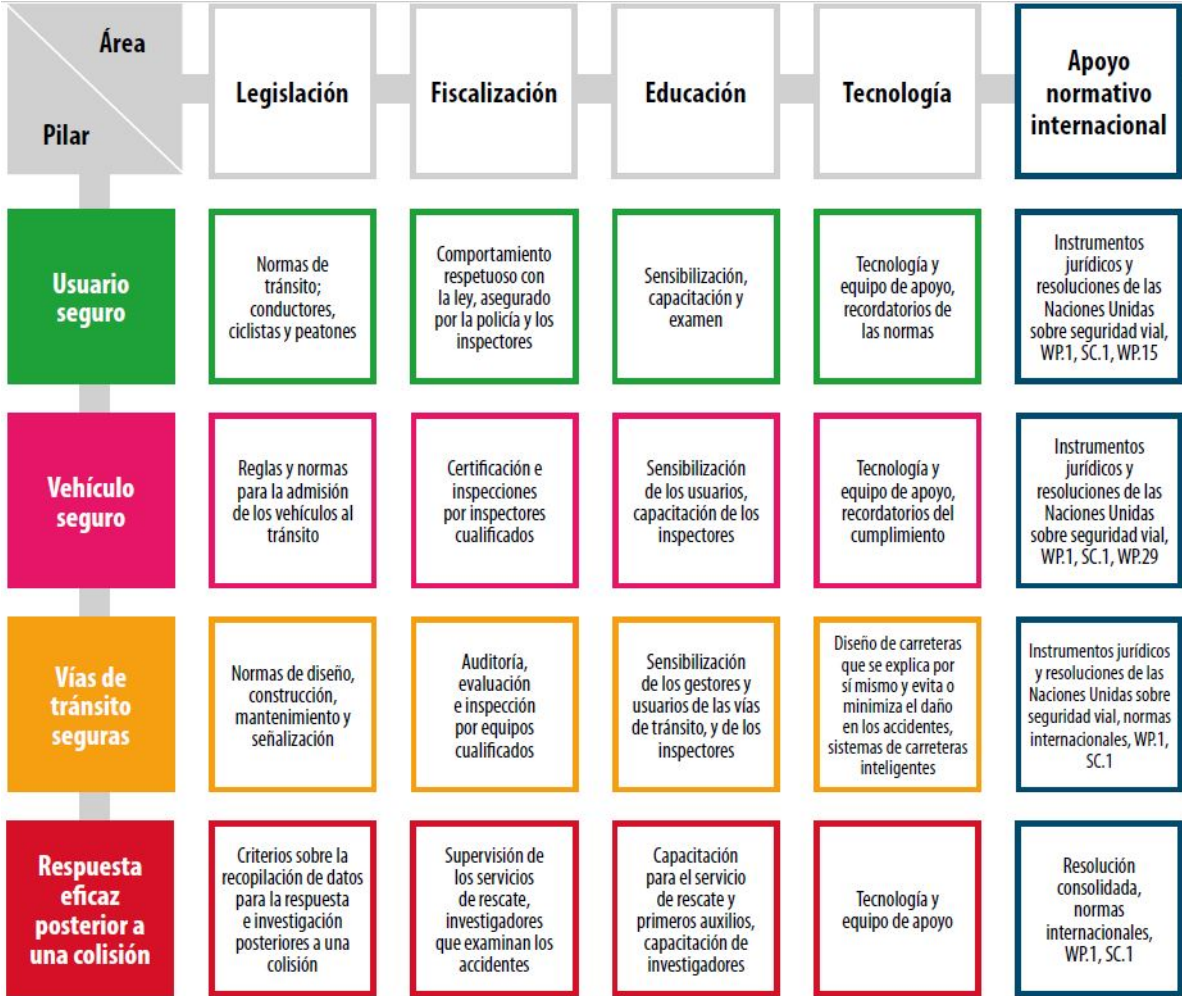 Área
Pilar
Legislación
Fiscalización
Educación
Tecnología
Apoyo
normativo
internacional
Usuario
seguro
Normas de
tránsito;
conductores,
ciclistas y peatones
Comportamiento
respetuoso con
la ley, asegurado
por la policía y los
inspectores
Sensibilización,
capacitación y
examen
Tecnología y
equipo de apoyo,
recordatorios de
las normas
Instrumentos
jurídicos y
resoluciones de las
Naciones Unidas
sobre seguridad vial,
WP.1, SC.1, WP.15
Vehículo
seguro
Reglas y normas
para la admisión
de los vehículos al
tránsito
Certificación e
inspecciones
por inspectores
cualificados
Sensibilización
de los usuarios,
capacitación de los
inspectores
Tecnología y
equipo de apoyo,
recordatorios del
cumplimiento
Instrumentos
jurídicos y
resoluciones de las
Naciones Unidas
sobre seguridad vial,
WP.1, SC.1, WP.29
Vías de
tránsito
seguras
Normas de diseño,
construcción,
mantenimiento y
señalización
Auditoría,
evaluación
e inspección
por equipos
cualificados
Sensibilización
de los gestores y
usuarios de las vías
de tránsito, y de los
inspectores
Diseño de carreteras
que se explica por
sí mismo y evita o
minimiza el daño
en los accidentes,
sistemas de carreteras
inteligentes
Instrumentos jurídicos
y resoluciones de las
Naciones Unidas sobre
seguridad vial, normas
internacionales, WP.1,
SC.1
Respuesta
eficaz
posterior a
una colisión
Criterios sobre la
recopilación de datos
para la respuesta
e investigación
posteriores a una
colisión
Supervisión de
los servicios
de rescate,
investigadores
que examinan los
accidentes
Capacitación
para el servicio
de rescate y
primeros auxilios,
capacitación de
investigadores
Tecnología y
equipo de apoyo
Resolución
consolidada,
normas
internacionales,
WP.1, SC.1